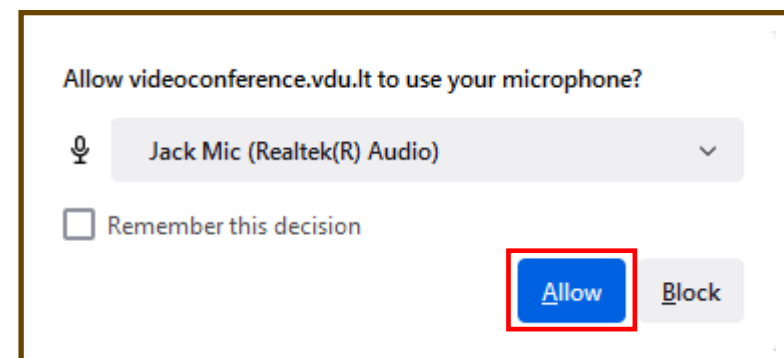 Allow videoconference.vdu.lt to use your microphone?
Jack Mic (Realtek(R) Audio)
Remember this decision
Allow Block